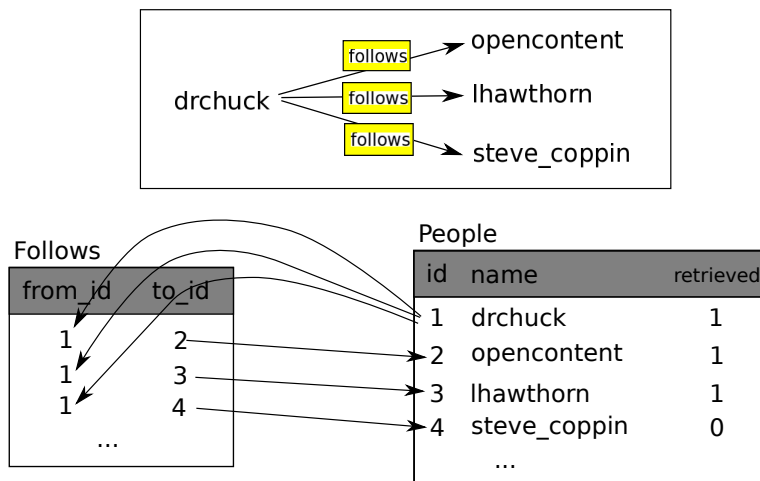 follows
opencontent
drchuck
follows
lhawthorn
follows
steve_coppin
Follows
from_id to_id
1 2
1 3
1 4
...
People
id name retrieved
1 drchuck 1
2 opencontent 1
3 lhawthorn 1
4 steve_coppin 0
...